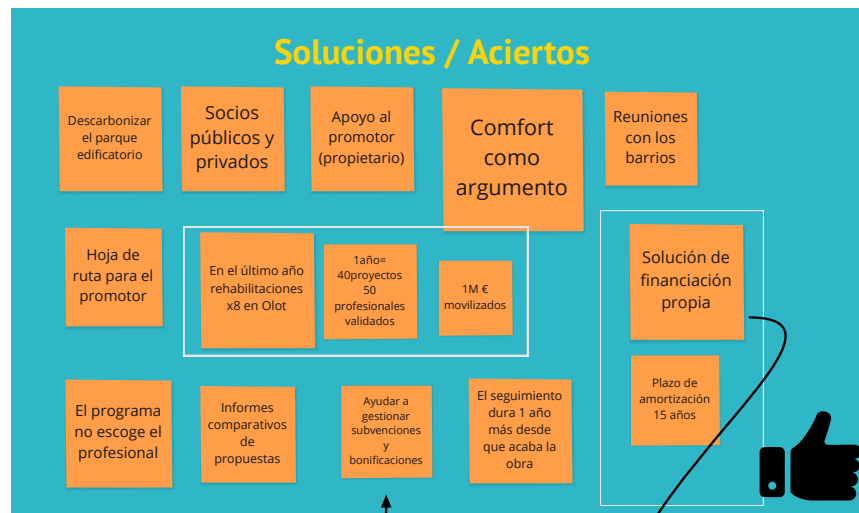 Soluciones / Aciertos
Descarbonizar
el parque
edificatorio
Socios
públicos y
privados
Apoyo al
promotor
(propietario)
Comfort
como
argumento
Reuniones
con los
barrios
Hoja de
ruta para el
promotor
En el último año
rehabilitaciones
x8 en Olot
1año=
40proyectos
50
profesionales
validados
1M €
movilizados
Solución de
financiación
propia
Plazo de
amortización
15 años
El programa
no escoge el
profesional
Informes
comparativos
de
propuestas
Ayudar a
gestionar
subvenciones
y
bonificaciones
El seguimiento
dura 1 año
más desde
que acaba la
obra